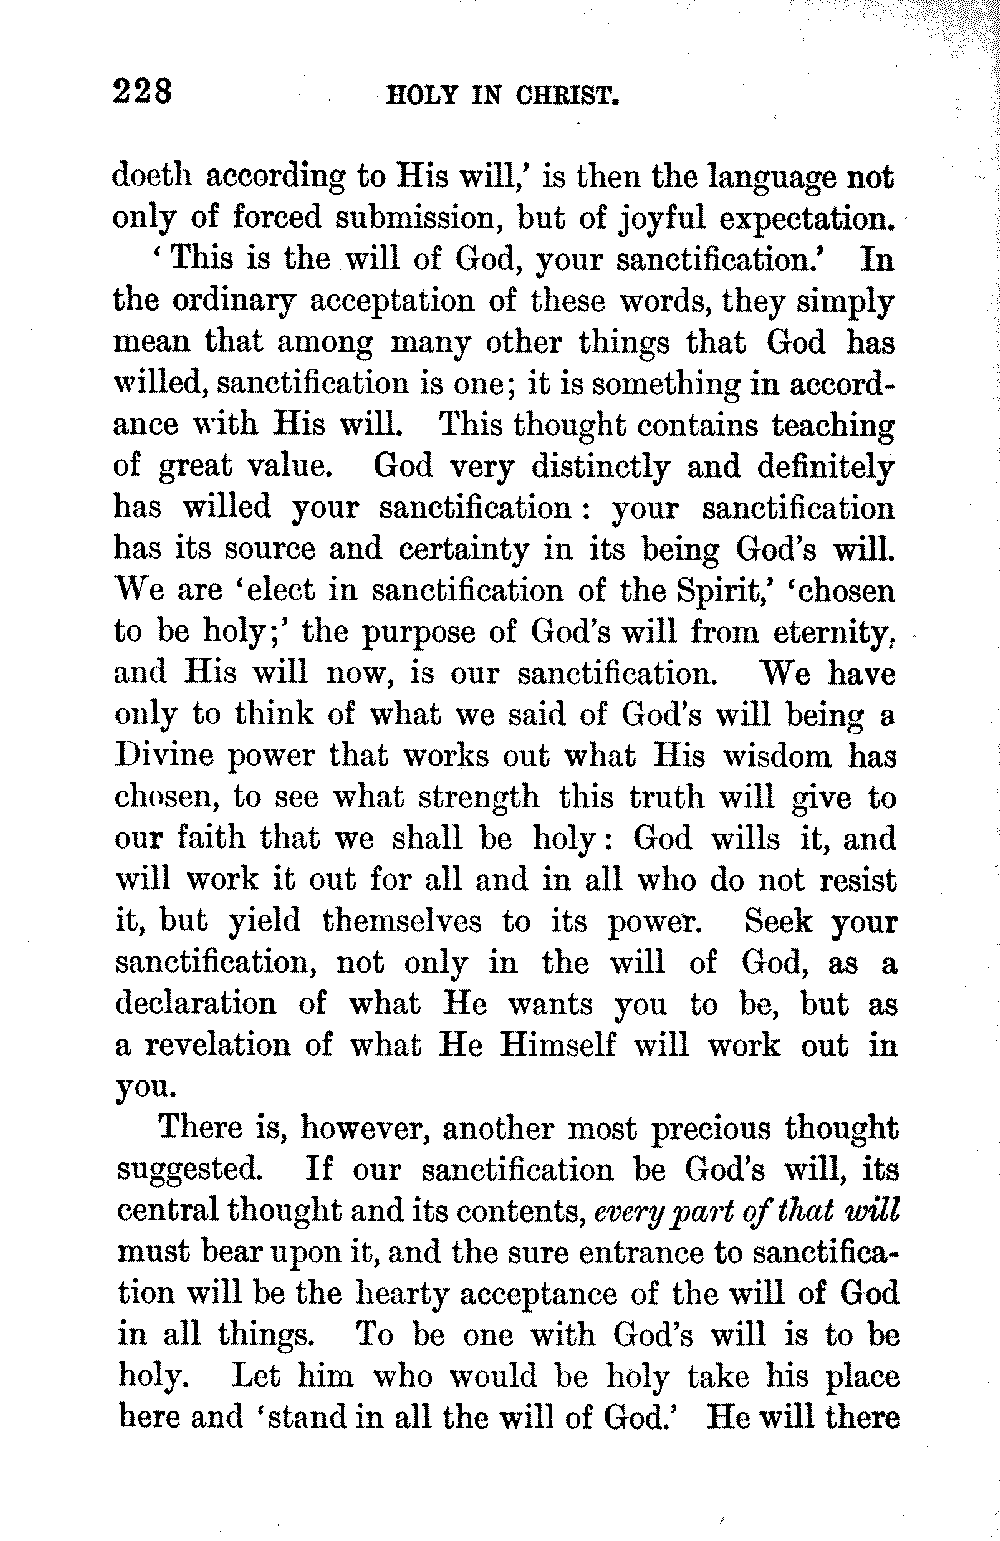 228 HOLY IN CHRIST.
doeth according to His will,’ is then the language not
only of forced submission, but of joyful expectation.
‘This is the will of God, your sanctification.’ In
the ordinary acceptation of these words, they simply
mean that among many other things that God has
willed, sanctification is one; it is something in accord-
ance with His will. This thought contains teaching
of great value. God very distinctly and definitely
has willed your sanctification : your sanctification
has its source and certainty in its being God’s will.
We are ‘elect in sanctification of the Spirit,’ ‘chosen
to be holy;’ the purpose of God’s will from eternity,
and His will now, is our sanctification. We have
only to think of what we said of God’s will being a
Divine power that works out what His wisdom has
chosen, to see what strength this truth will give to
our faith that we shall be holy: God wills it, and
will work it out for all and in all who do not resist
it, but yield themselves to its power. Seek your
sanctification, not only in the will of God, as a
declaration of what He wants you to be, but as
a revelation of what He Himself will work out in
you.
There is, however, another most precious thought
suggested. If our sanctification be God’s will, its
central thought and its contents, every part of that will
must bear upon it, and the sure entrance to sanctifica-
tion will be the hearty acceptance of the will of God
in all things. To be one with God’s will is to be
holy. Let him who would be holy take his place
here and ‘stand in all the will of God.’ He will there